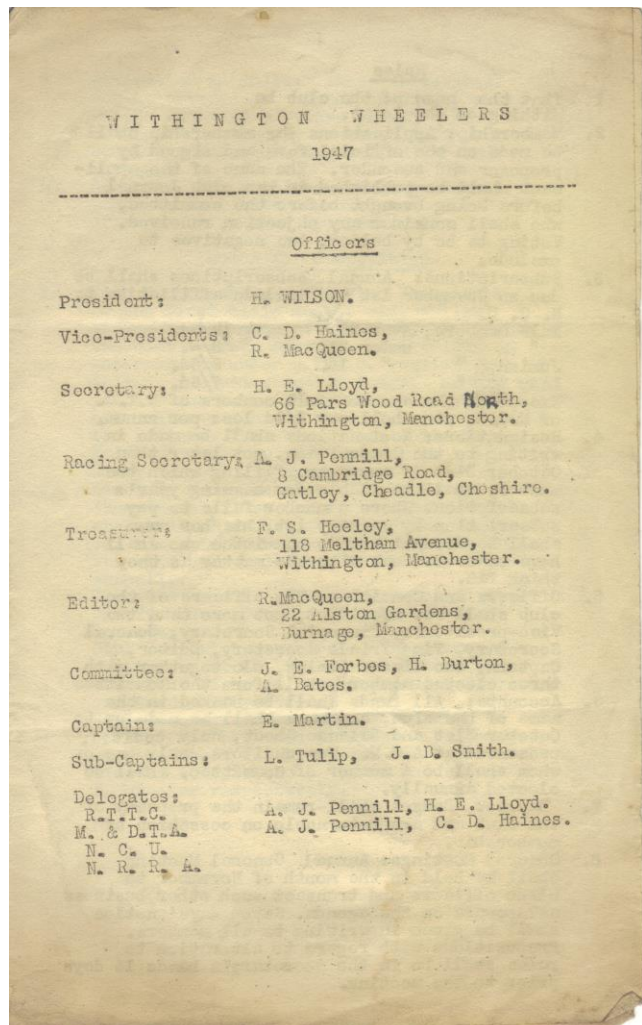 WITHINGTON WHEELERS
1947
Officers
President: H. WILSON.
Vice-Presidents: C. D. Haines,
R. MacQueen.
Secretary: H. E. Lloyd,
66 Pars Wood Road North,
Withington, Manchester.
Racing Secretary: A. J. Pennill,
8 Cambridge Road,
Gatley, Cheadle, Cheshire.
Treasurer: F. S. Heeley,
118 Meltham Avenue,
Withington, Manchester.
Editor: R.MacQueen,
22 Alston Gardens,
Burnage, Manchester.
Committee: J. E. Forbes, H. Burton,
A. Bates.
Captain: E. Martin.
Sub-Captains: L. Tulip, J. D. Smith.
Delegates:
R.T.T.C. A. J. Pennill, H. E. Lloyd.
M. & D.T.A. A. J. Pennill, C. D. Haines.
N. C. U.
N. R. R. A.